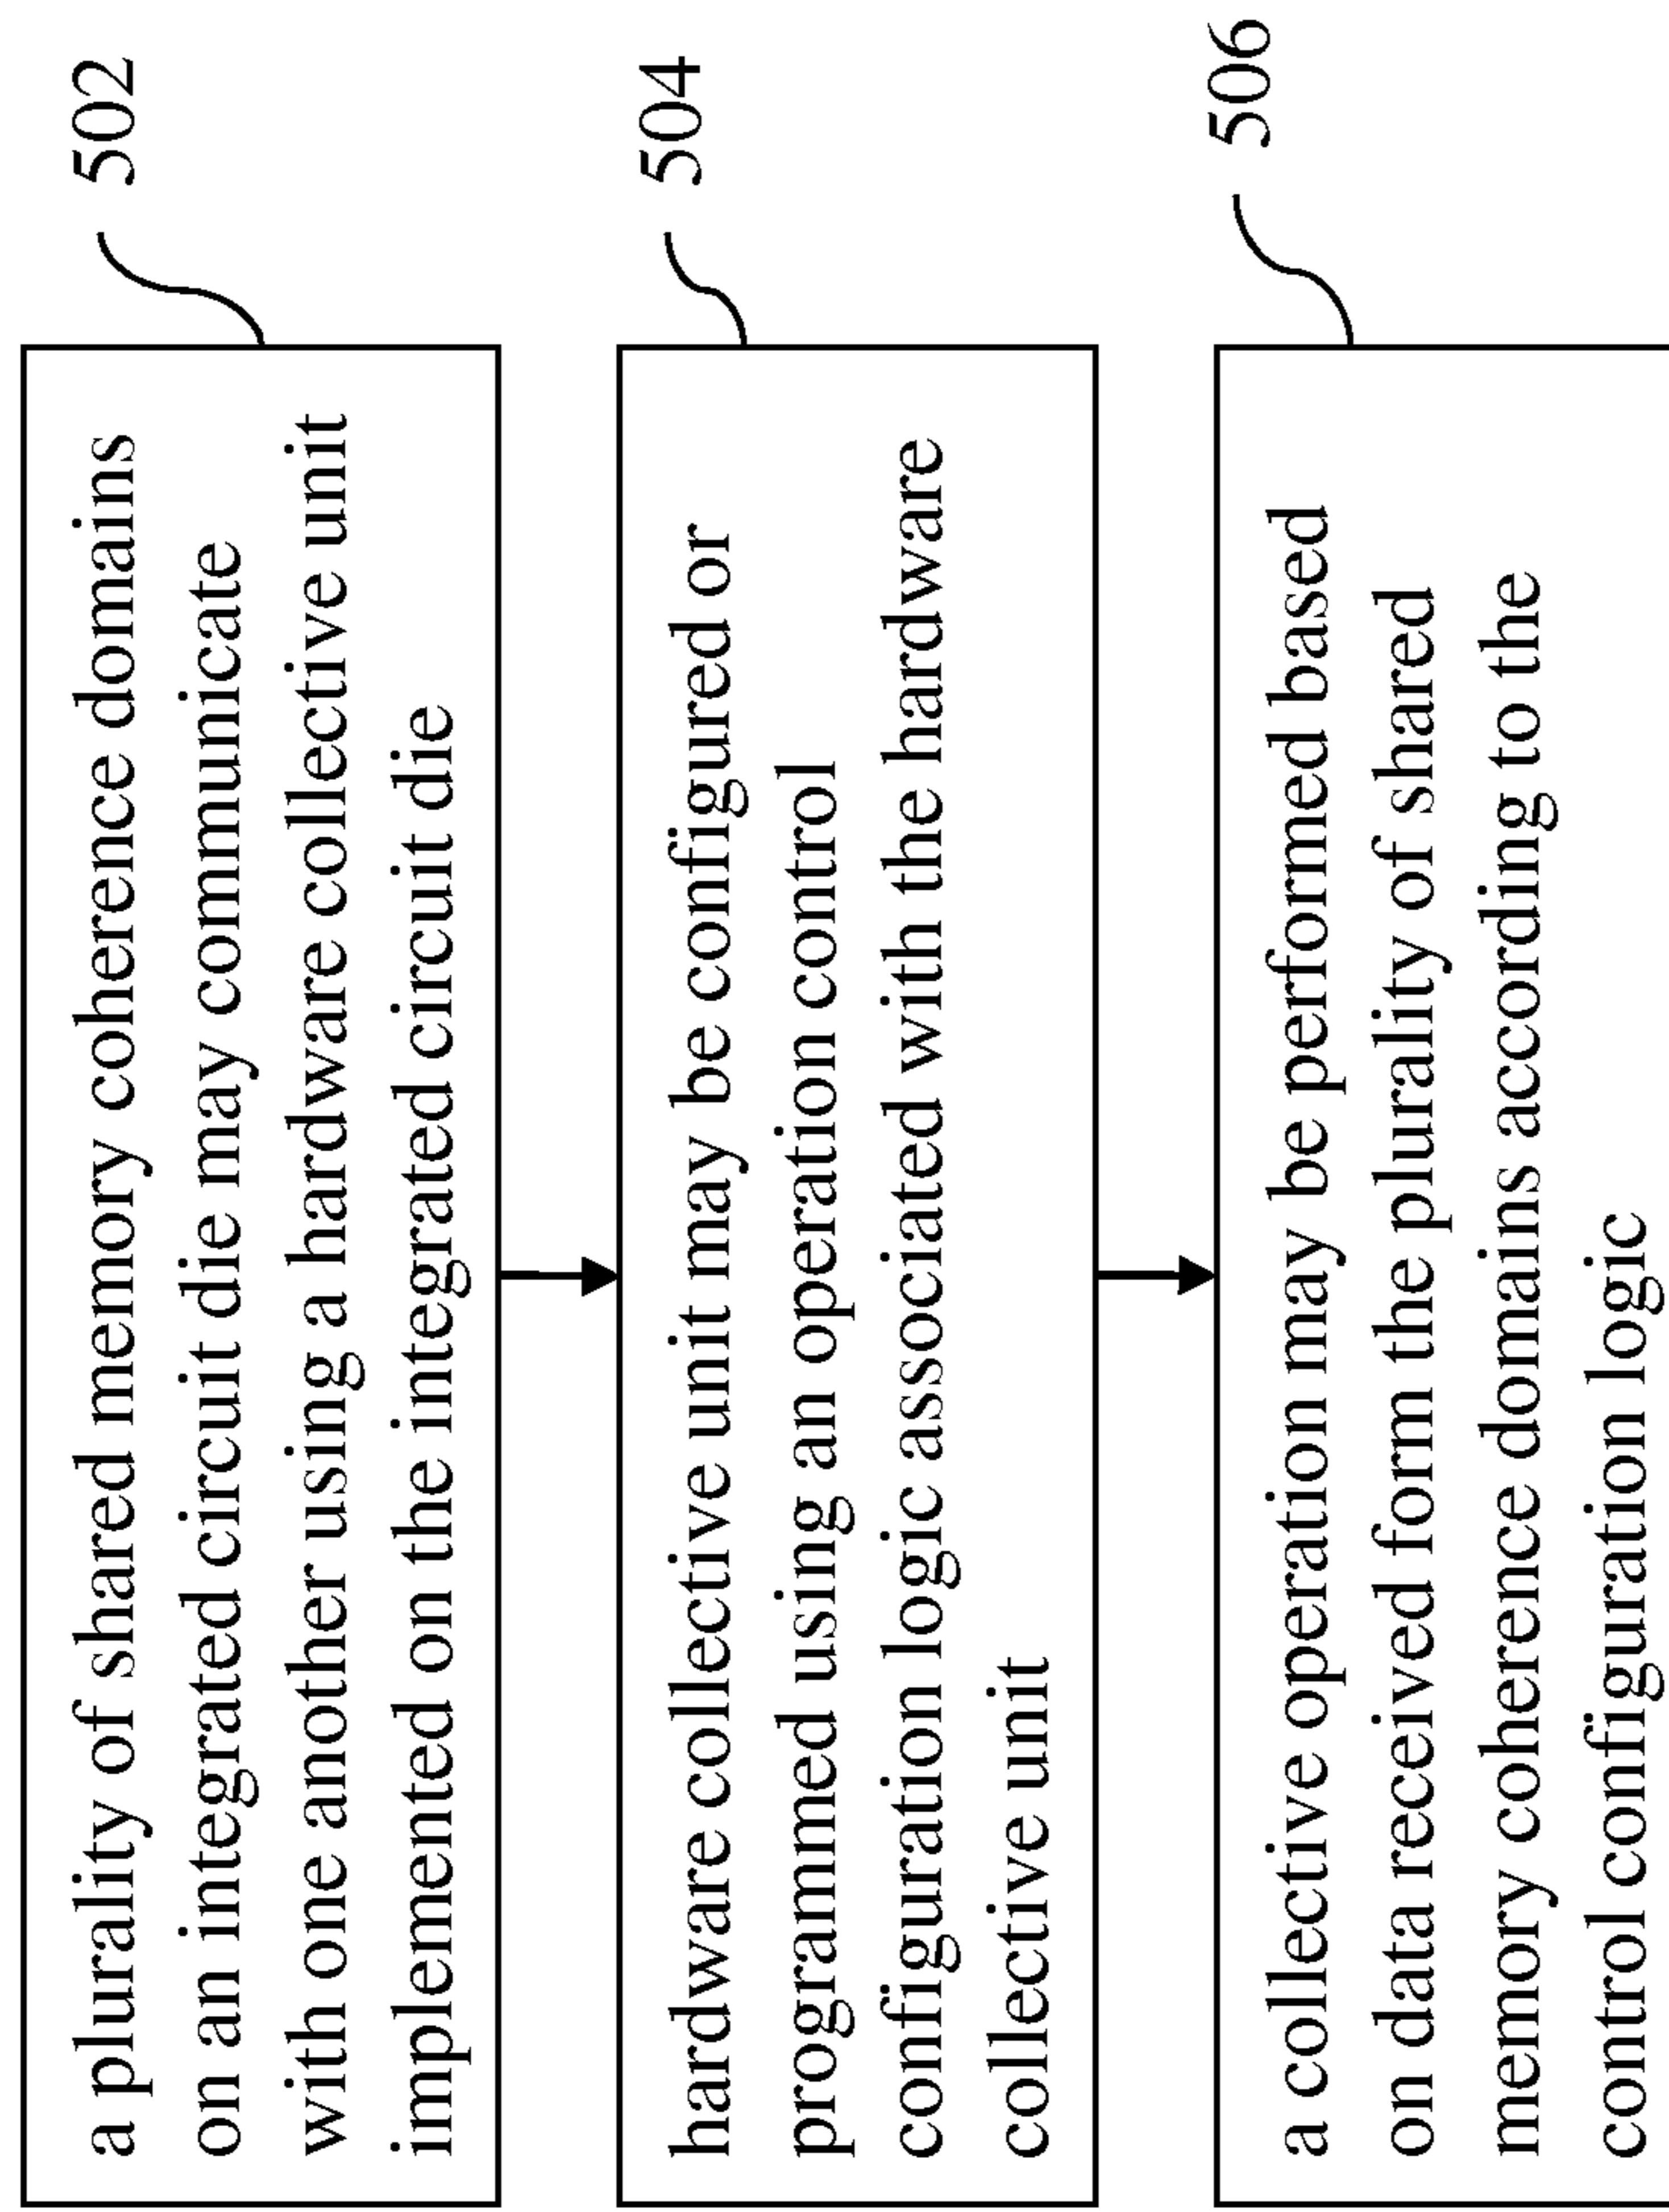 a plurality of shared memory coherence domains
on an integrated circuit die may communicate
with one another using a hardware collective unit
implemented on the integrated circuit die
502
hardware collective unit may be configured or
programmed using an operation control
configuration logic associated with the hardware
collective unit
504
a collective operation may be performed based
on data received form the plurality of shared
memory coherence domains according to the
control configuration logic
506